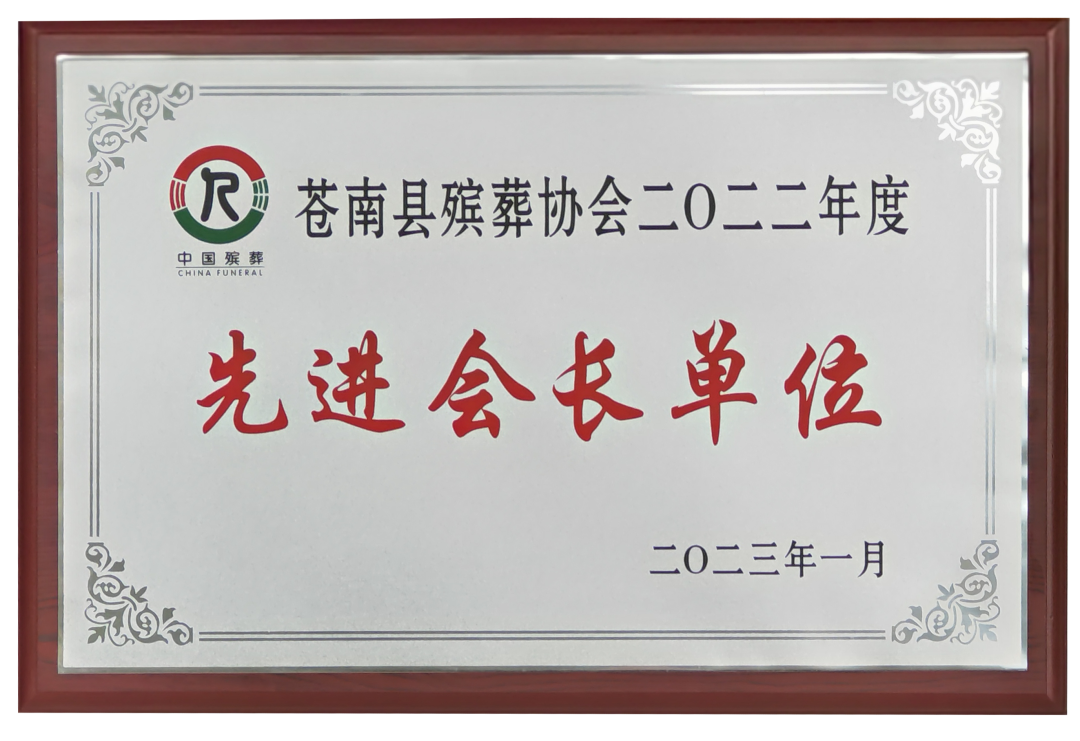 苍南县殡葬协会二〇二二年度
中国殡葬
CHINA FUNERAL
先进会长单位
二〇二三年一月